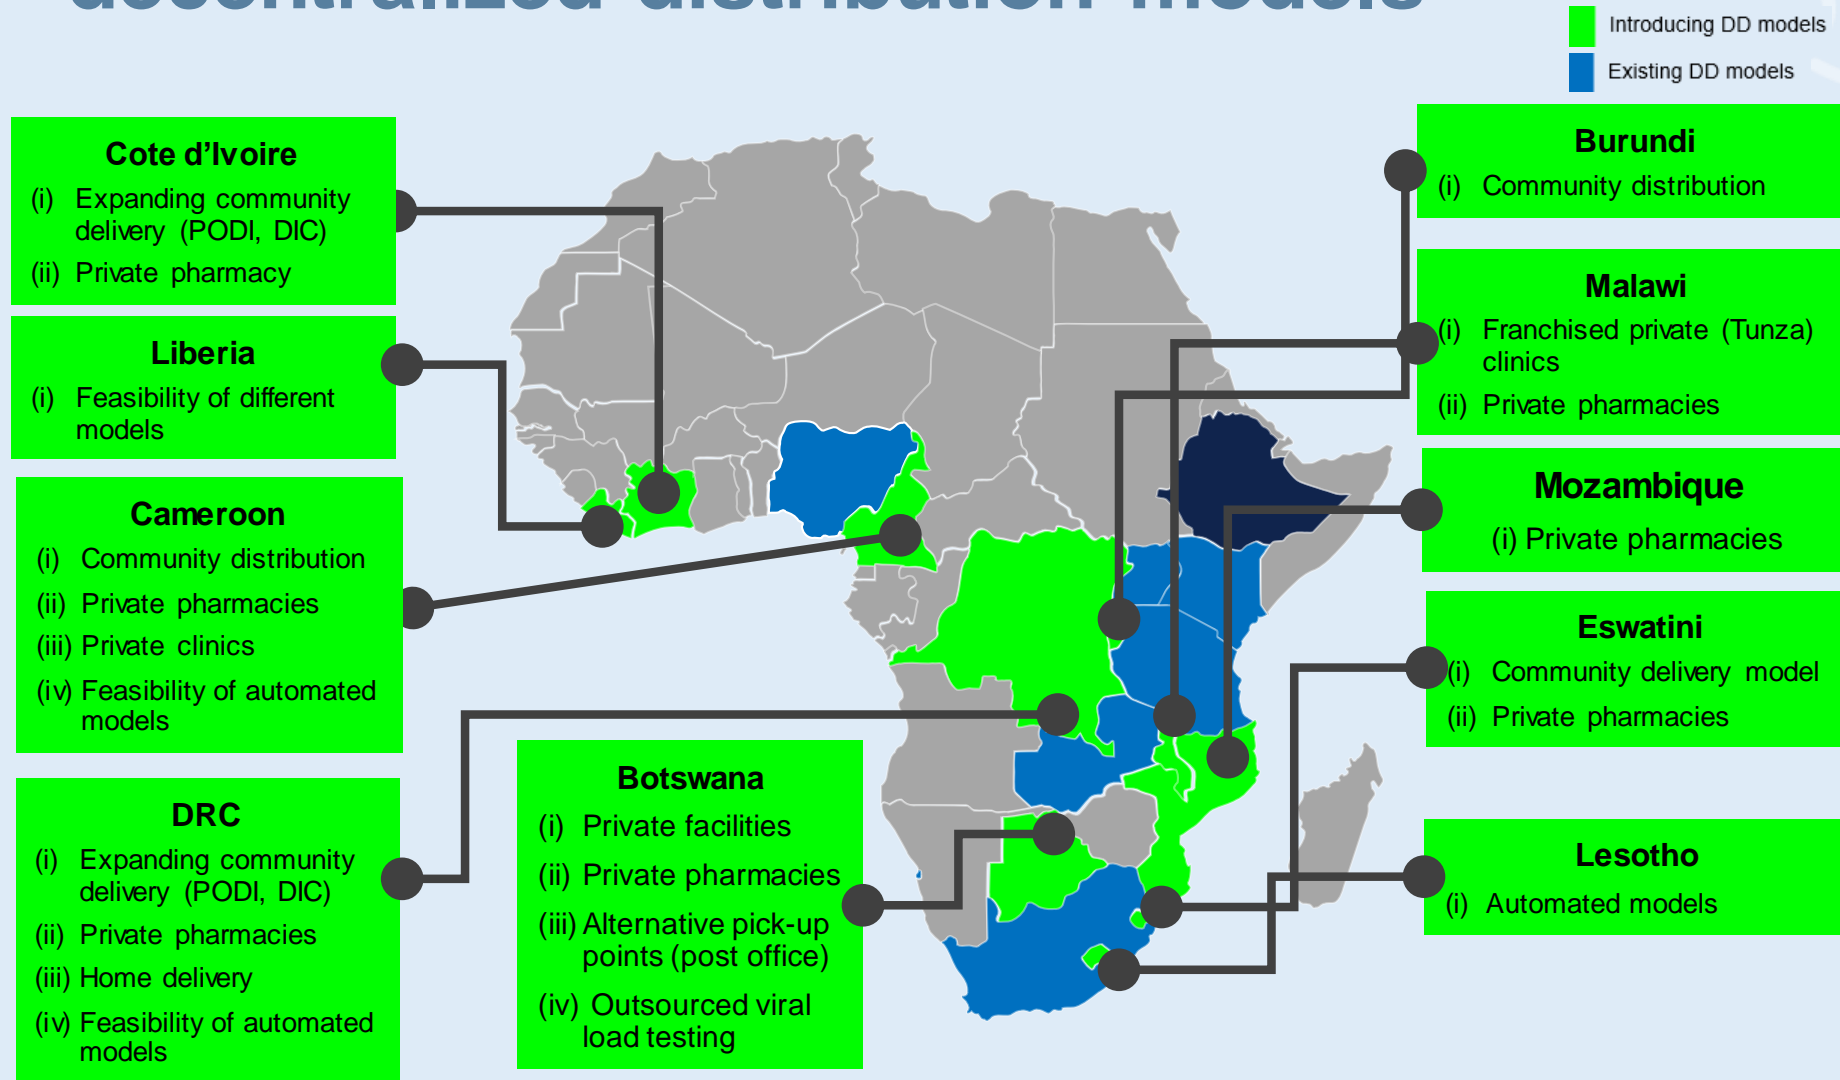 decentralized distribution models
Introducing DD models
Existing DD models
Cote d'Ivoire
(i) Expanding community
delivery (PODI, DIC)
(ii) Private pharmacy
Liberia
(i) Feasibility of different
models
Cameroon
(i) Community distribution
(ii) Private pharmacies
(iii) Private clinics
(iv) Feasibility of automated
models
DRC
(i) Expanding community
delivery (PODI, DIC)
(ii) Private pharmacies
(iii) Home delivery
(iv) Feasibility of automated
models
Botswana
(i) Private facilities
(ii) Private pharmacies
(iii) Alternative pick-up
points (post office)
(iv) Outsourced viral
load testing
Burundi
(i) Community distribution
Malawi
(i) Franchised private (Tunza)
clinics
(ii) Private pharmacies
Mozambique
(i) Private pharmacies
Eswatini
(i) Community delivery model
(ii) Private pharmacies
Lesotho
(i) Automated models